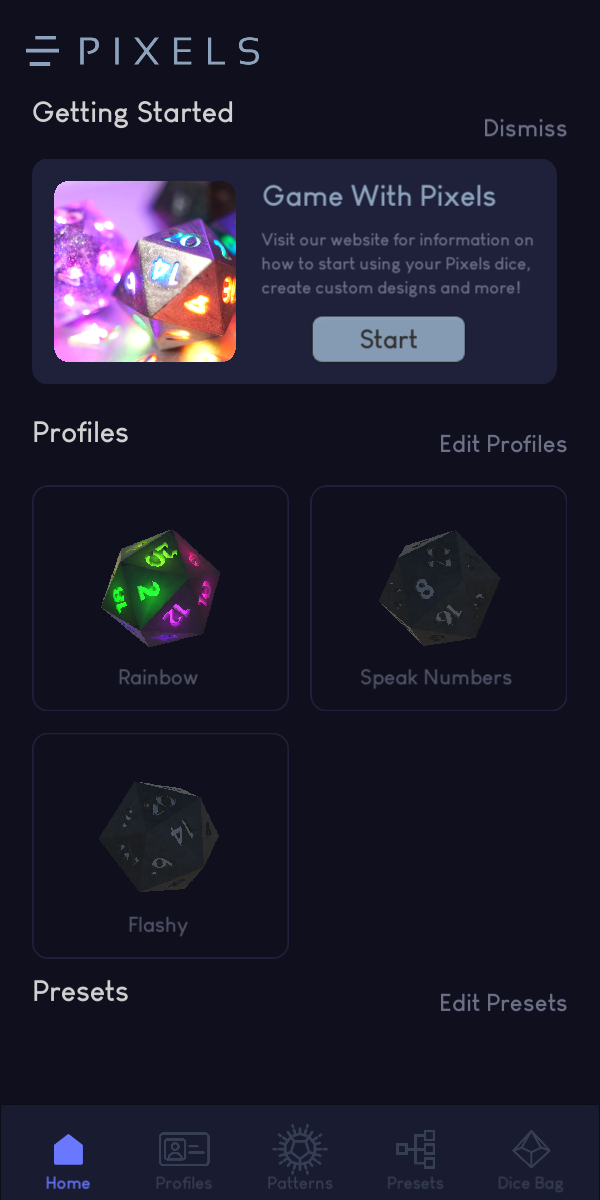 PIXELS
Getting Started
Dismiss
Game With Pixels
Visit our website for information on
how to start using your Pixels dice,
create custom designs and more!
Start
Profiles
Edit Profiles
Rainbow
Speak Numbers
Flashy
Presets
Edit Presets
Home
Profiles
Patterns
Presets
Dice Bag